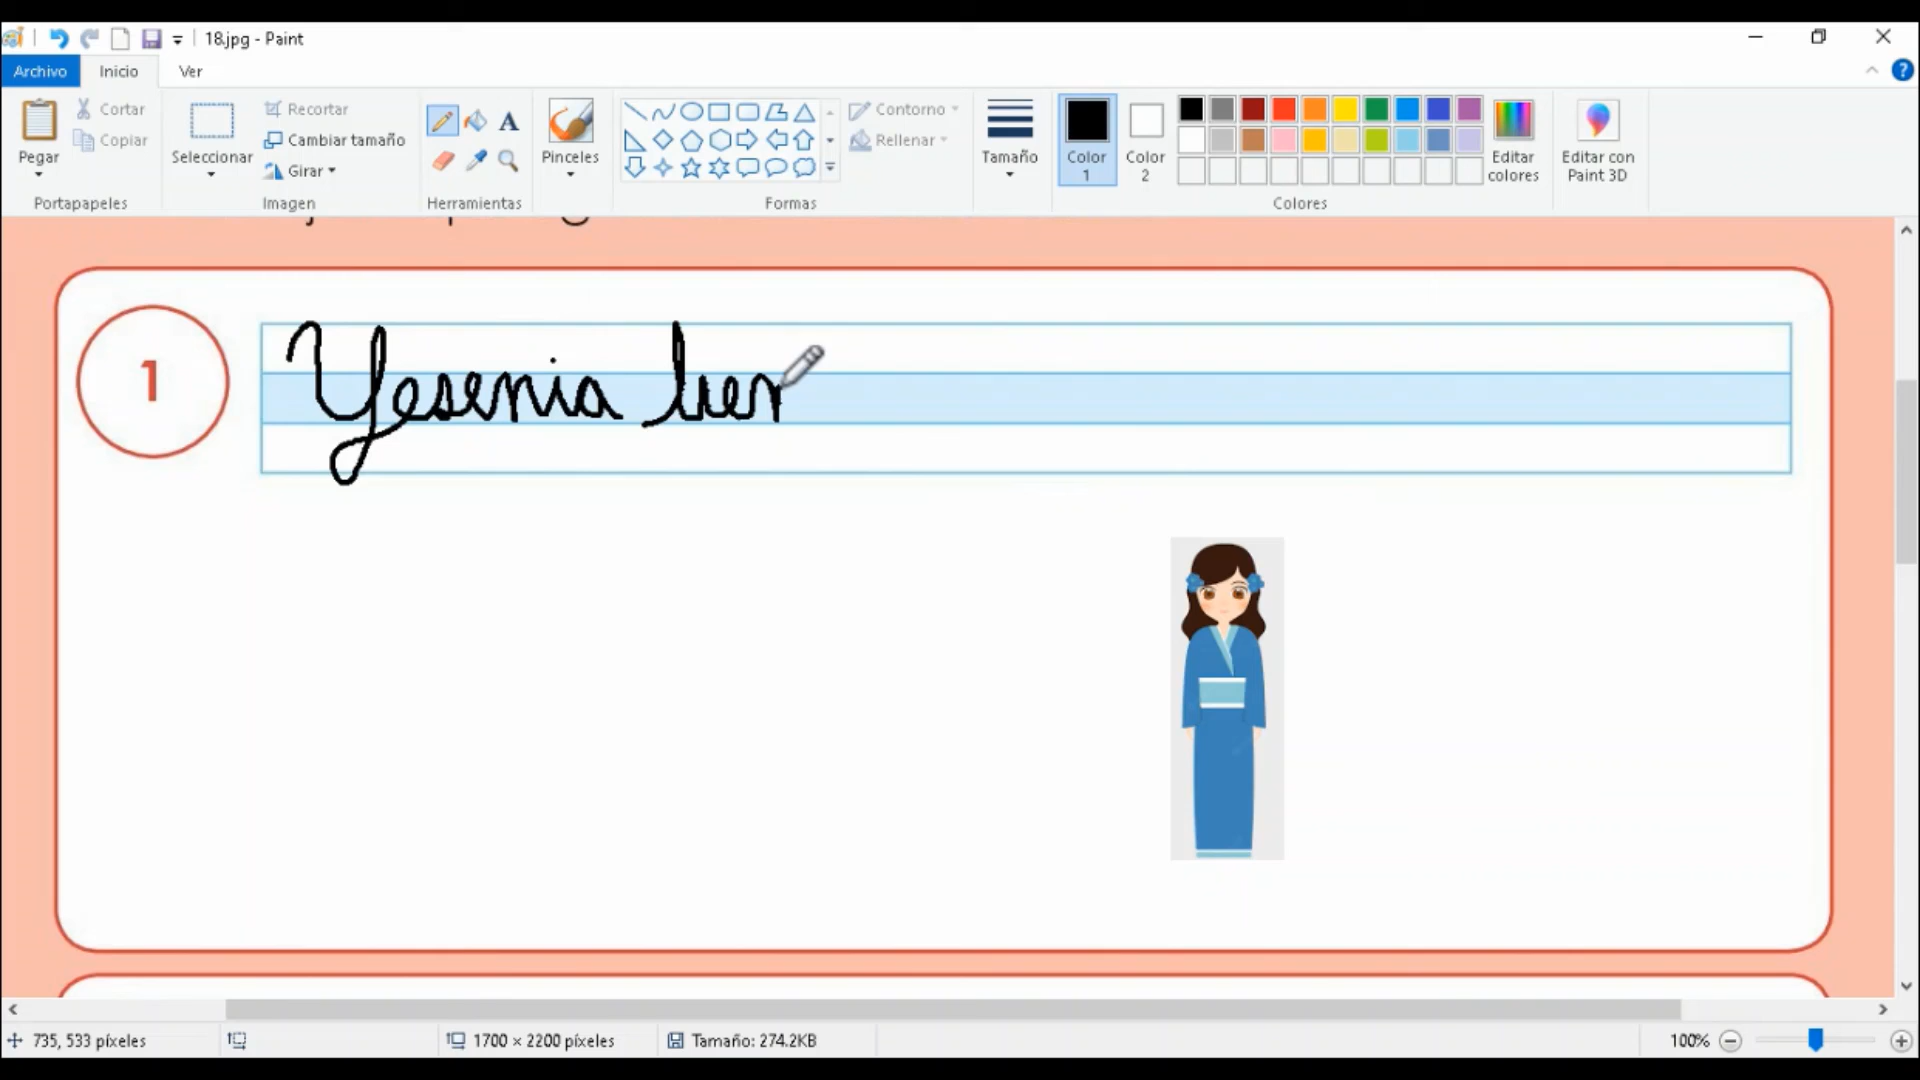 18.jpg - Paint
Archivo Inicio Ver
Pegar
Cortar
Copiar
Portapapeles
Seleccionar
Recortar
Cambiar tamaño
Girar
Imagen
A
Herramientas
Pinceles
Formas
Contorno
Rellenar
Tamaño
Color 1
Color 2
Editar colores
Colores
Editar con Paint 3D
?
1 Yesenia
735, 533 píxeles
1700 × 2200 píxeles
Tamaño: 274.2KB
100%